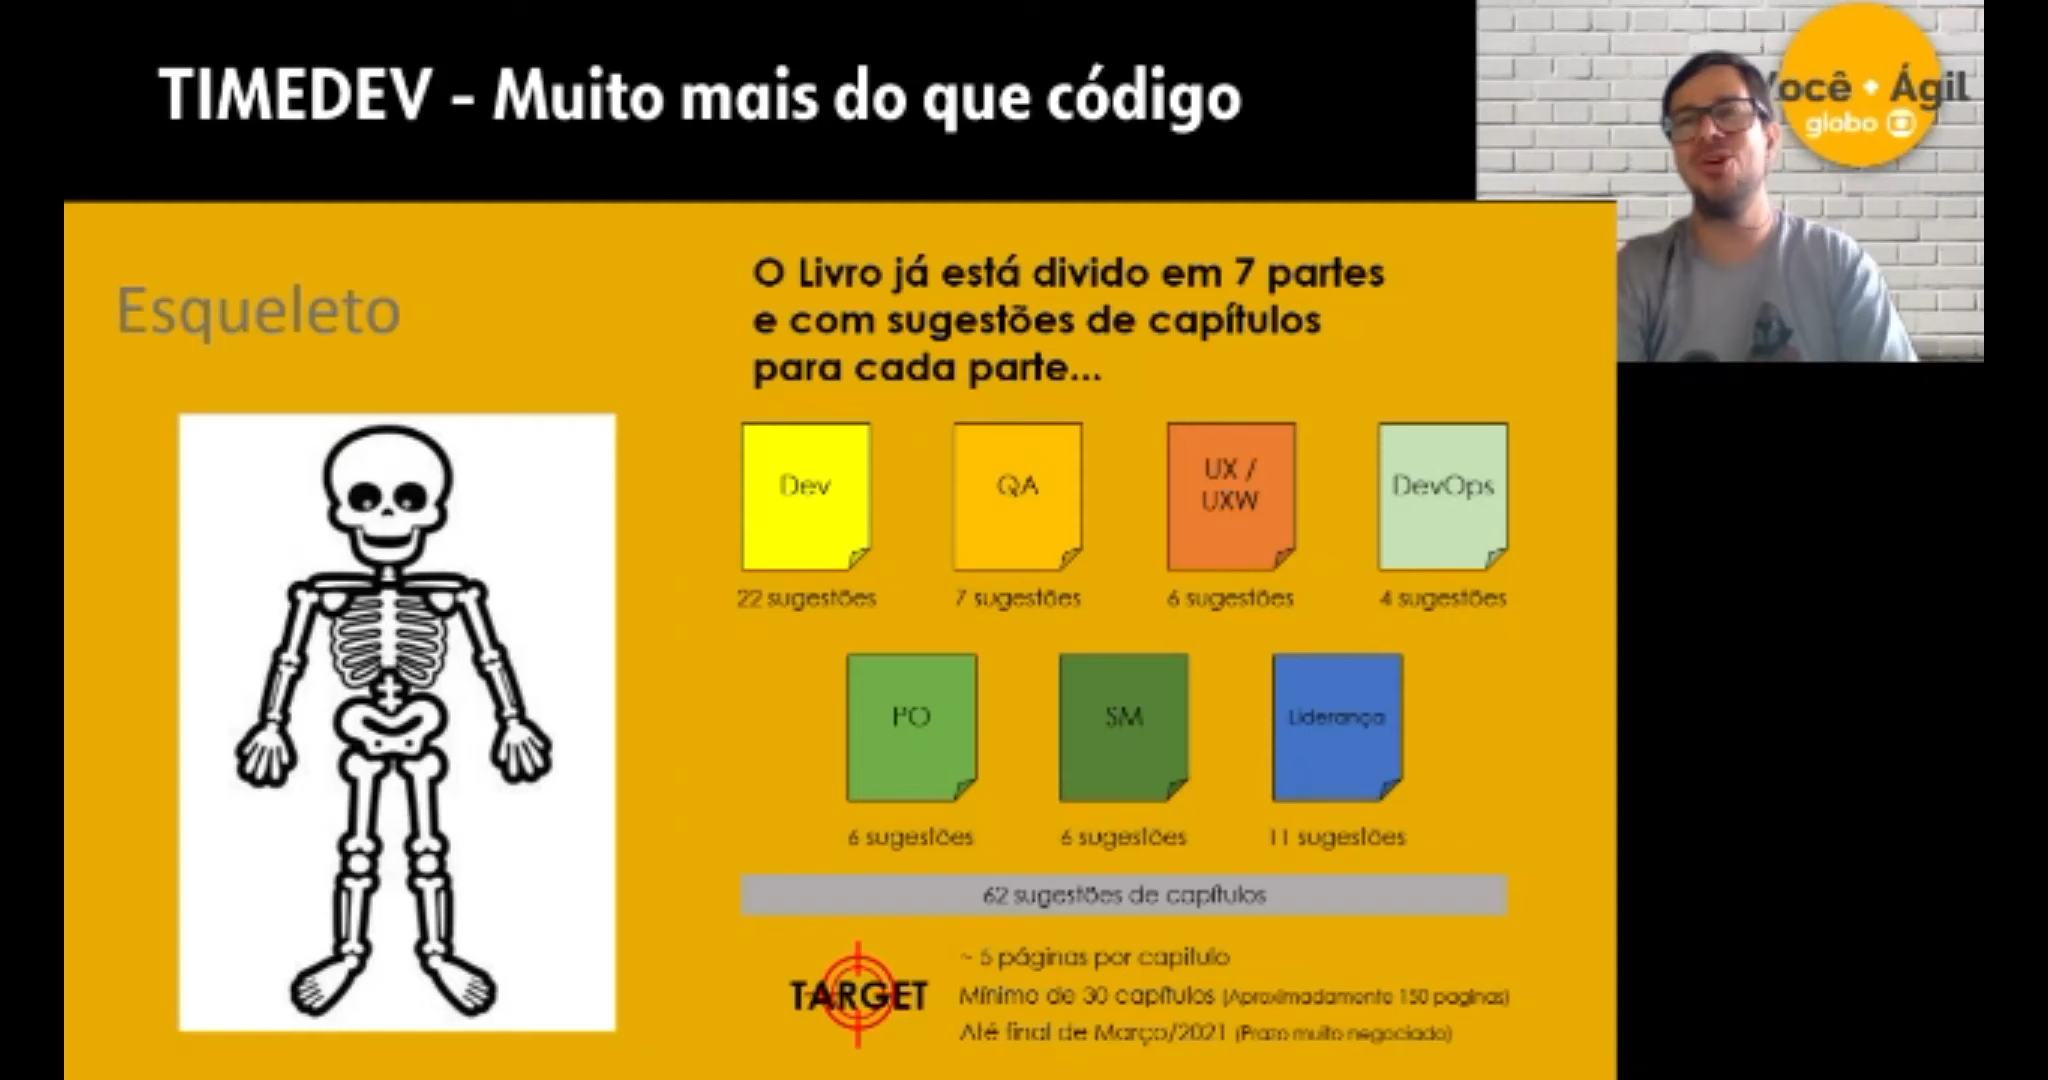 TIMEDEV - Muito mais do que código
Você + Ágil
globo
Esqueleto
O Livro já está divido em 7 partes
e com sugestões de capítulos
para cada parte...
Dev
QA
UX /
UXW
DevOps
22 sugestões
7 sugestões
6 sugestões
4 sugestões
PO
SM
Liderança
6 sugestões
6 sugestões
11 sugestões
62 sugestões de capítulos
TARGET
~ 5 páginas por capitulo
Mínimo de 30 capítulos (Aproximadamente 150 paginas)
Até final de Março/2021 (Prazo muito negociado)